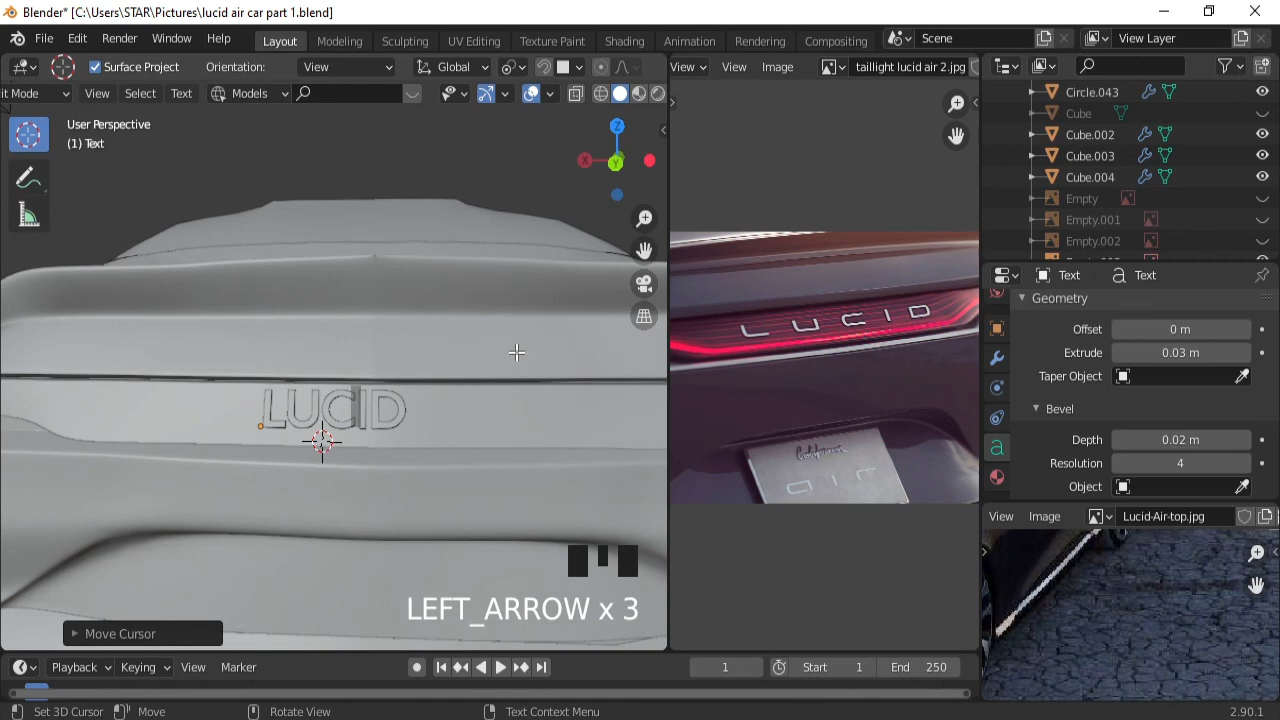 Blender* [C:\Users\STAR\Pictures\lucid air car part 1.blend]
File Edit Render Window Help
Layout Modeling Sculpting UV Editing Texture Paint Shading Animation Rendering Compositing
Scene
View Layer
Surface Project Orientation: View Global
View View Image taillight lucid air 2.jpg
it Mode View Select Text Models
User Perspective
(1) Text
X
Y
Z
LUCID
LEFT_ARROW x 3
Move Cursor
LUCID
California
AIR
Circle.043
Cube
Cube.002
Cube.003
Cube.004
Empty
Empty.001
Empty.002
Text Text
Geometry
Offset 0 m
Extrude 0.03 m
Taper Object
Bevel
Depth 0.02 m
Resolution 4
Object
View Image Lucid-Air-top.jpg
Playback Keying View Marker 1 Start 1 End 250
Set 3D Cursor Move Rotate View Text Context Menu 2.90.1